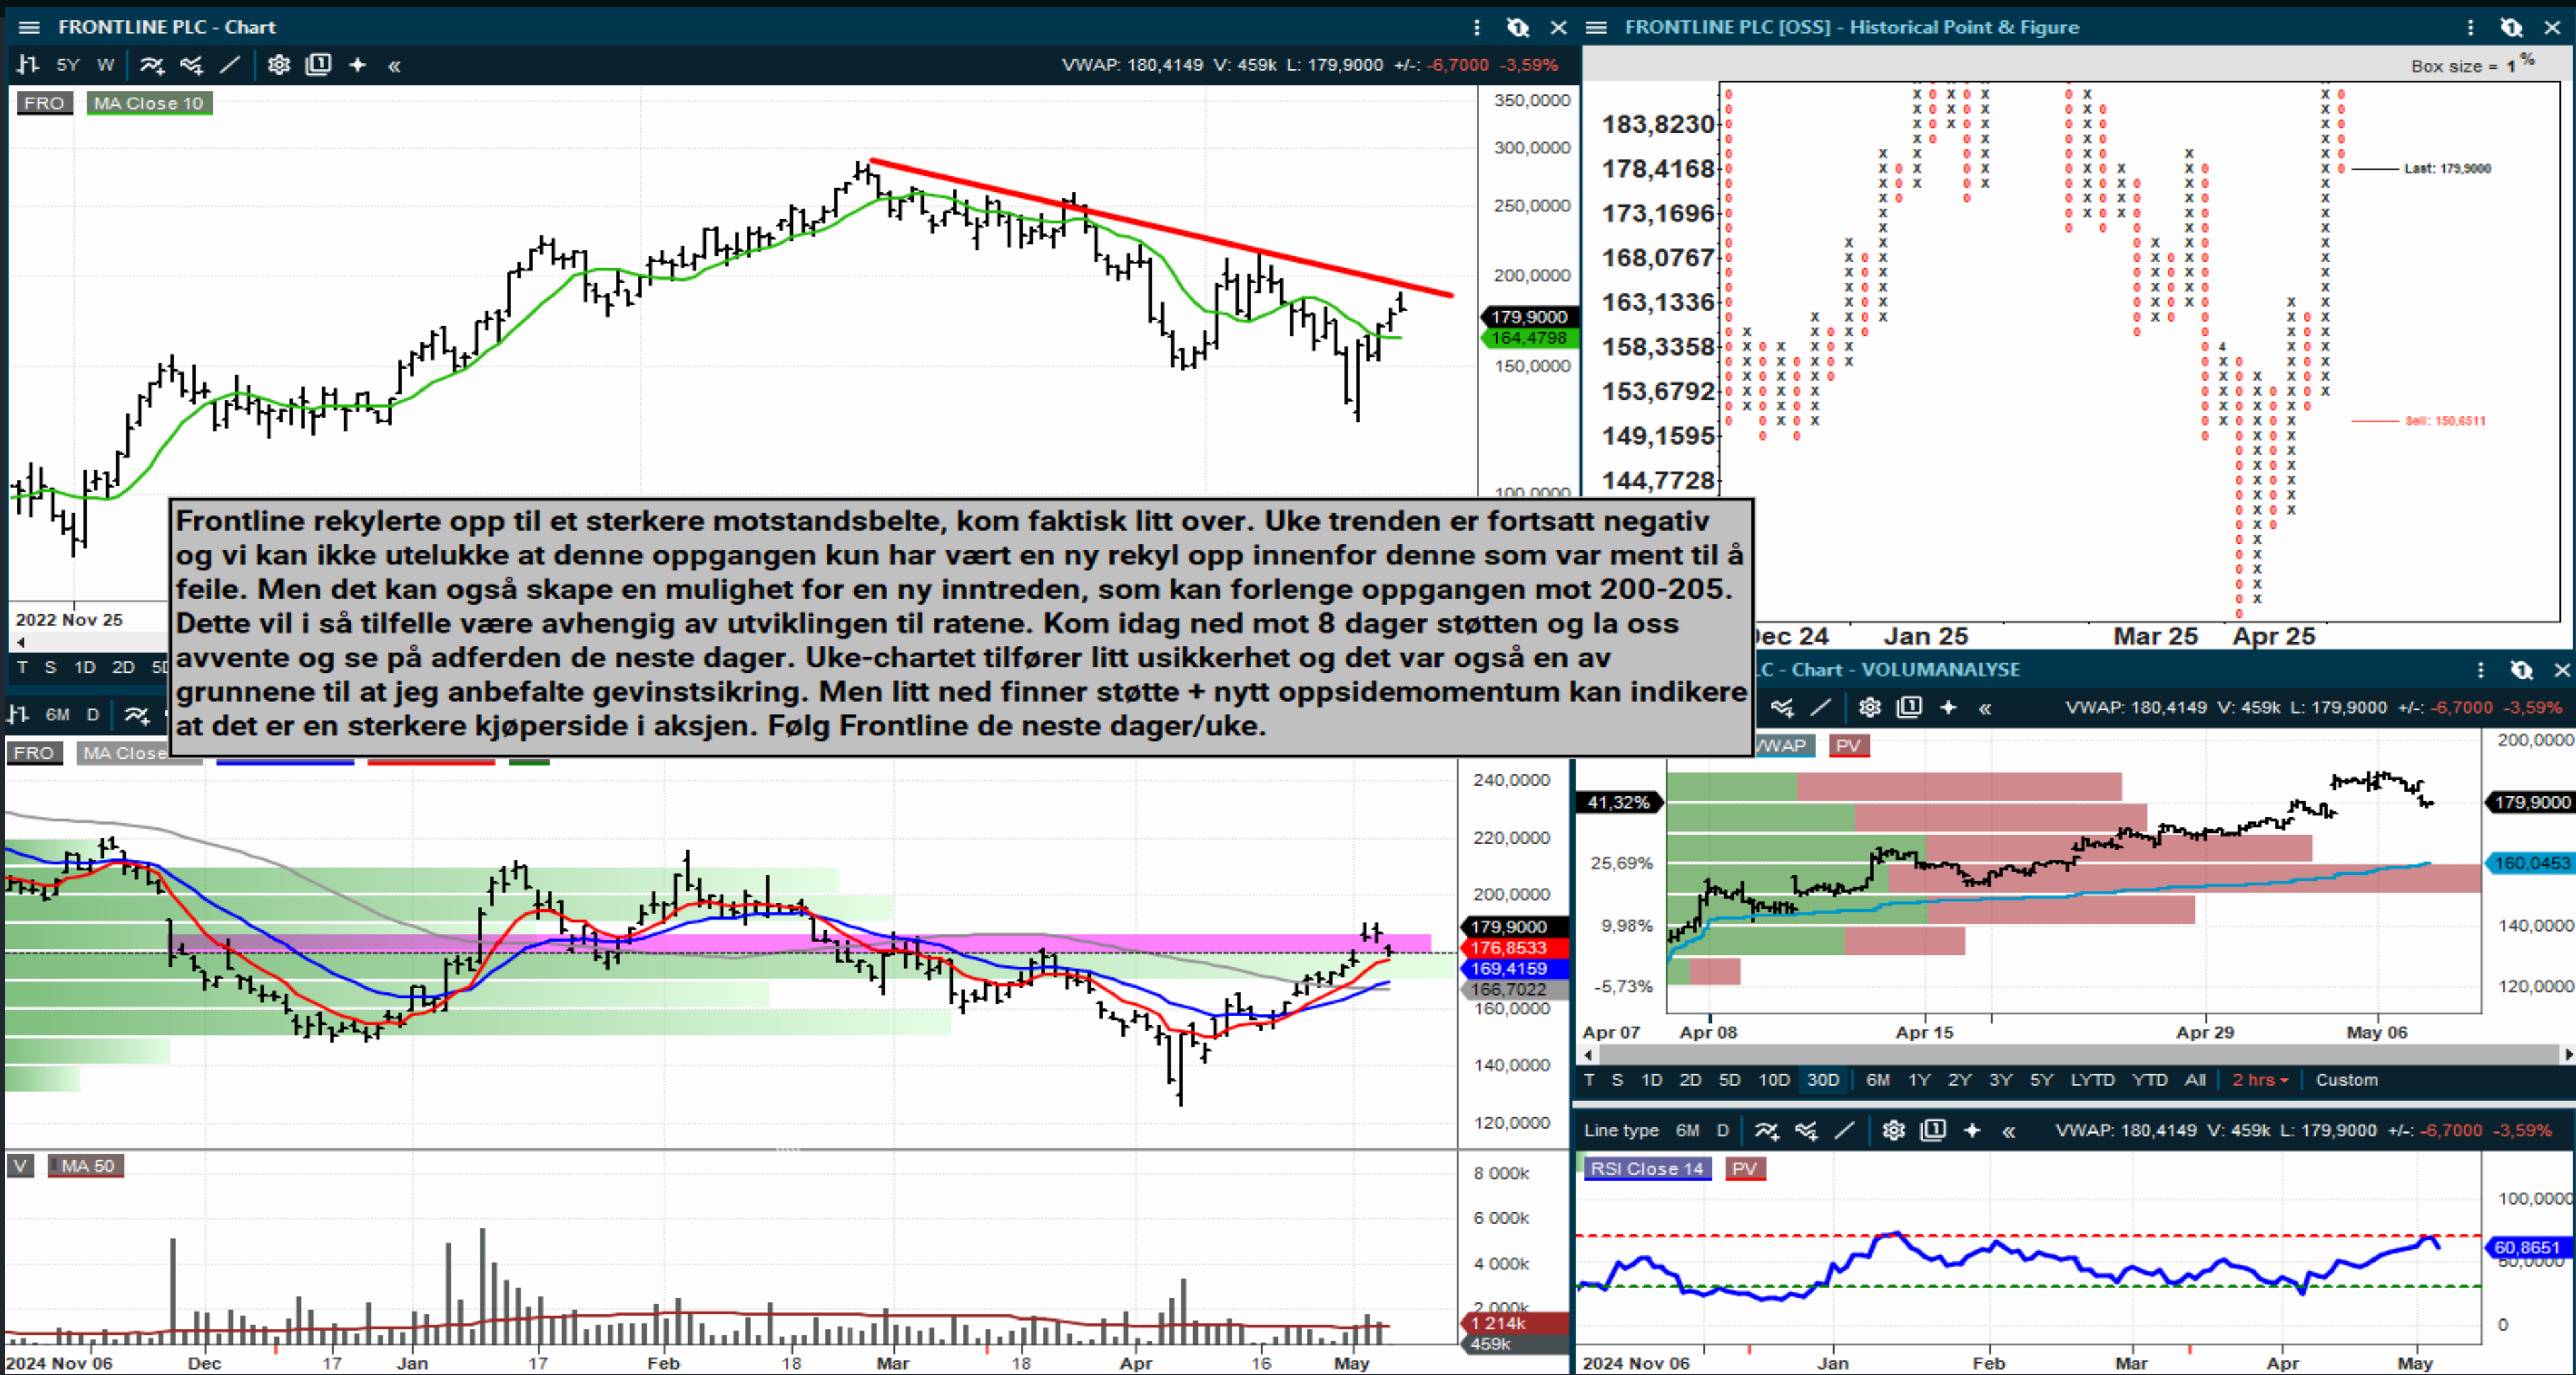 FRONTLINE PLC - Chart
5Y W «
VWAP: 180,4149 V: 459k L: 179,9000 +/-: -6,7000 -3,59%
FRO MA Close 10
350,0000
300,0000
250,0000
200,0000
179,9000
164,4798
150,0000
100,0000
2022 Nov 25
T S 1D 2D
FRONTLINE PLC [OSS] - Historical Point & Figure
Box size = 1 %
183,8230
178,4168
173,1696
168,0767
163,1336
158,3358
153,6792
149,1595
144,7728
4
Last: 179,9000
Sell: 150,6511
Dec 24 Jan 25 Mar 25 Apr 25
Frontline rekylerte opp til et sterkere motstandsbelte, kom faktisk litt over. Uke trenden er fortsatt negativ
og vi kan ikke utelukke at denne oppgangen kun har vært en ny rekyl opp innenfor denne som var ment til å
feile. Men det kan også skape en mulighet for en ny inntreden, som kan forlenge oppgangen mot 200-205.
Dette vil i så tilfelle være avhengig av utviklingen til ratene. Kom idag ned mot 8 dager støtten og la oss
avvente og se på adferden de neste dager. Uke-chartet tilfører litt usikkerhet og det var også en av
grunnene til at jeg anbefalte gevinstsikring. Men litt ned finner støtte + nytt oppsidemomentum kan indikere
at det er en sterkere kjøperside i aksjen. Følg Frontline de neste dager/uke.
6M D
FRO MA Close
240,0000
220,0000
200,0000
179,9000
176,8533
169,4159
166,7022
160,0000
140,0000
120,0000
V MA 50
8 000k
6 000k
4 000k
2 000k
1 214k
459k
2024 Nov 06 Dec 17 Jan 17 Feb 18 Mar 18 Apr 16 May
LC - Chart - VOLUMANALYSE
« VWAP: 180,4149 V: 459k L: 179,9000 +/-: -6,7000 -3,59%
VWAP PV
200,0000
41,32% 179,9000
25,69% 160,0453
9,98% 140,0000
-5,73% 120,0000
Apr 07 Apr 08 Apr 15 Apr 29 May 06
T S 1D 2D 5D 10D 30D 6M 1Y 2Y 3Y 5Y LYTD YTD All 2 hrs Custom
Line type 6M D « VWAP: 180,4149 V: 459k L: 179,9000 +/-: -6,7000 -3,59%
RSI Close 14 PV
100,0000
60,8651
50,0000
0
2024 Nov 06 Jan Feb Mar Apr May